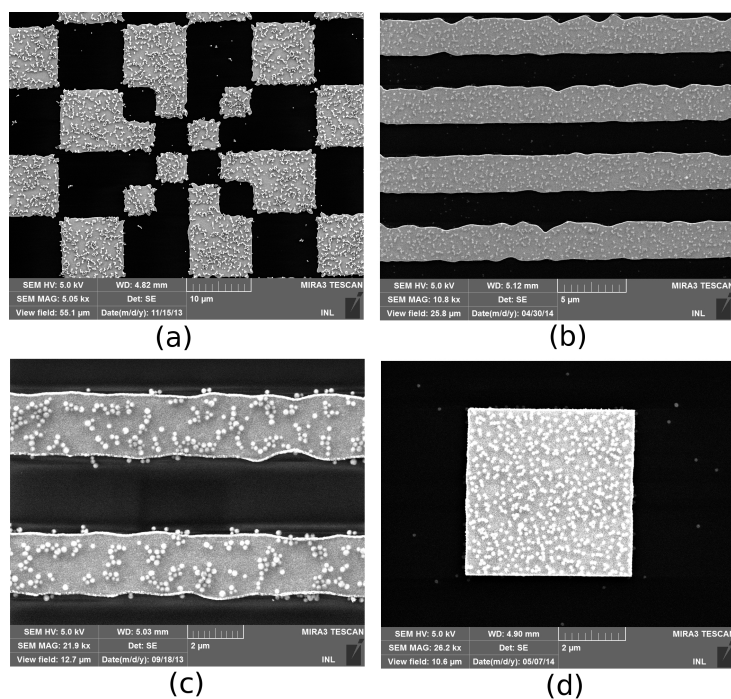 SEM HV: 5.0 kV WD: 4.82 mm MIRA3 TESCAN
SEM MAG: 5.05 kx Det: SE 10 µm
View field: 55.1 µm Date(m/d/y): 11/15/13 INL
(a)
SEM HV: 5.0 kV WD: 5.12 mm MIRA3 TESCAN
SEM MAG: 10.8 kx Det: SE 5 µm
View field: 25.8 µm Date(m/d/y): 04/30/14 INL
(b)
SEM HV: 5.0 kV WD: 5.03 mm MIRA3 TESCAN
SEM MAG: 21.9 kx Det: SE 2 µm
View field: 12.7 µm Date(m/d/y): 09/18/13 INL
(c)
SEM HV: 5.0 kV WD: 4.90 mm MIRA3 TESCAN
SEM MAG: 26.2 kx Det: SE 2 µm
View field: 10.6 µm Date(m/d/y): 05/07/14 INL
(d)